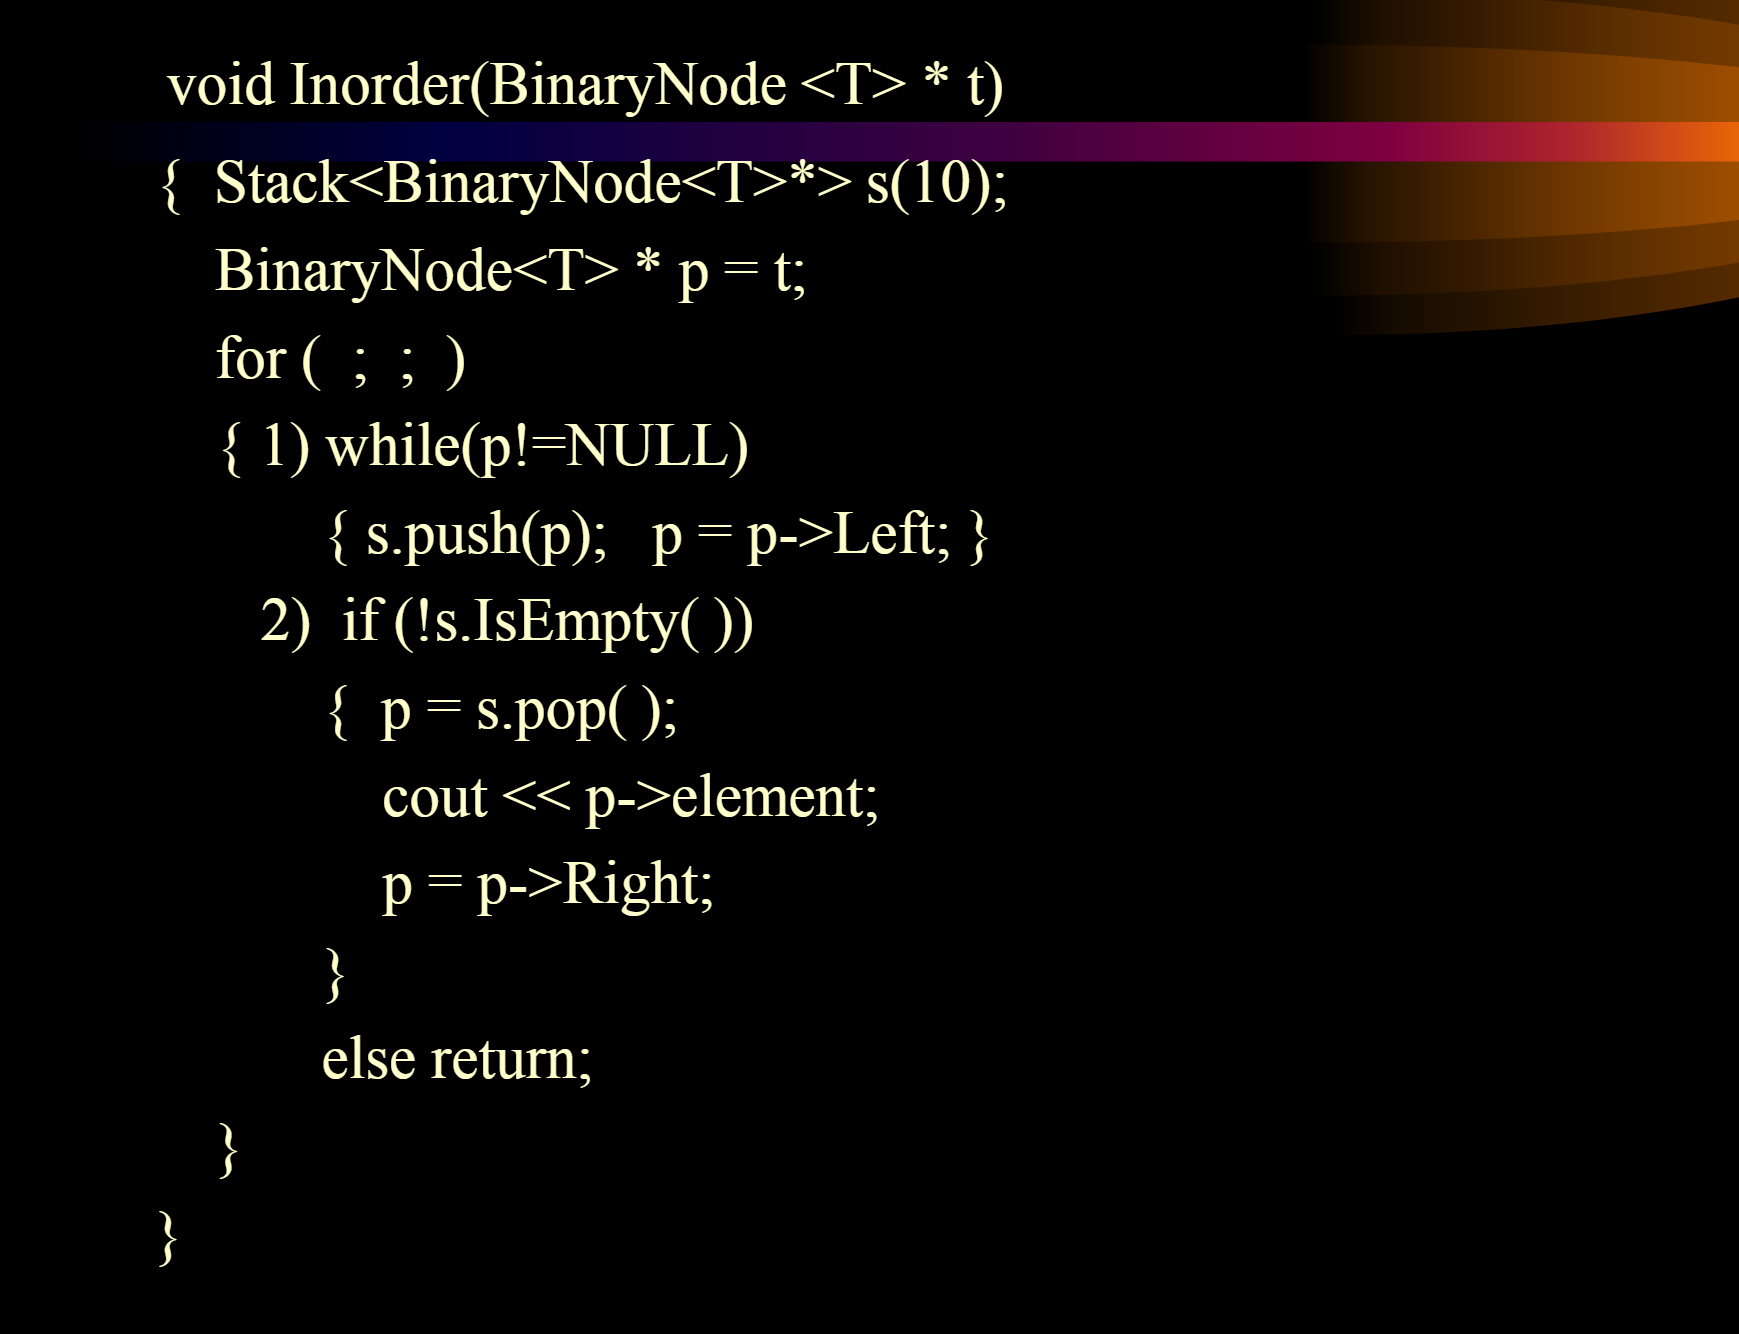 void Inorder(BinaryNode <T> * t)
{ Stack<BinaryNode<T>*> s(10);
BinaryNode<T> * p = t;
for ( ; ; )
{ 1) while(p!=NULL)
{ s.push(p); p = p->Left; }
2) if (!s.IsEmpty( ))
{ p = s.pop( );
cout << p->element;
p = p->Right;
}
else return;
}
}